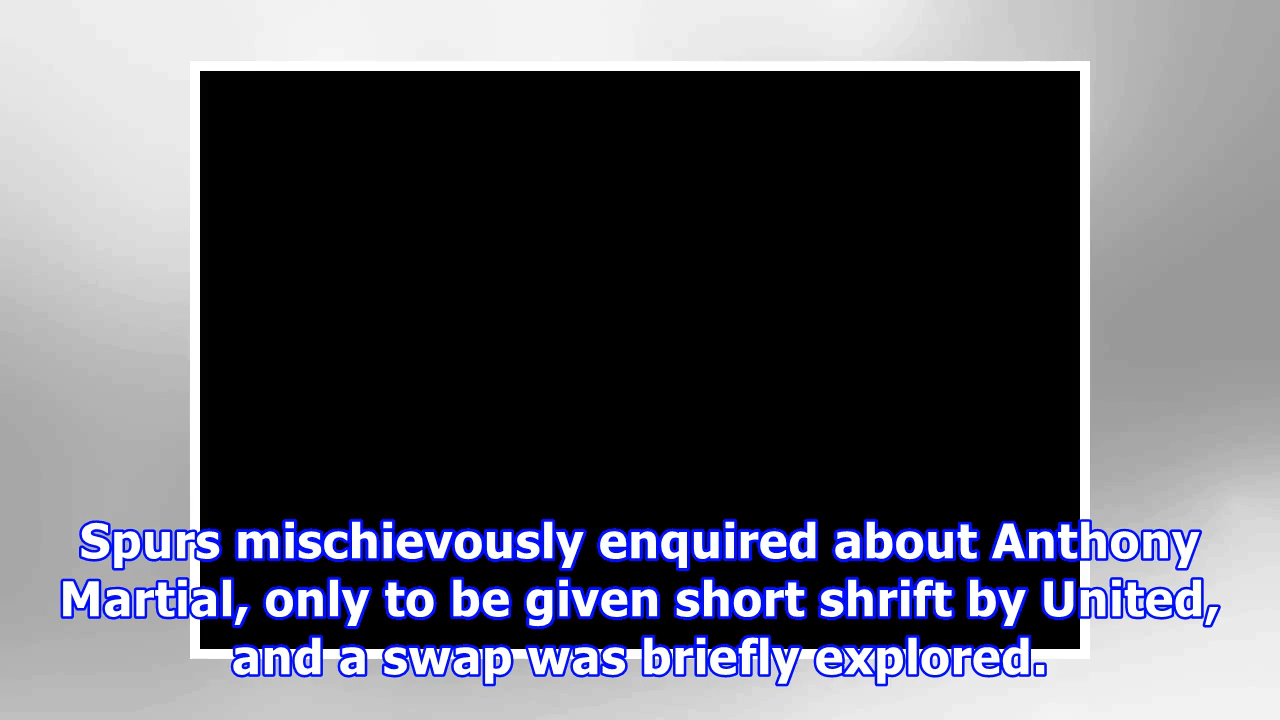 Spurs mischievously enquired about Anthony
Martial, only to be given short shrift by United,
and a swap was briefly explored.